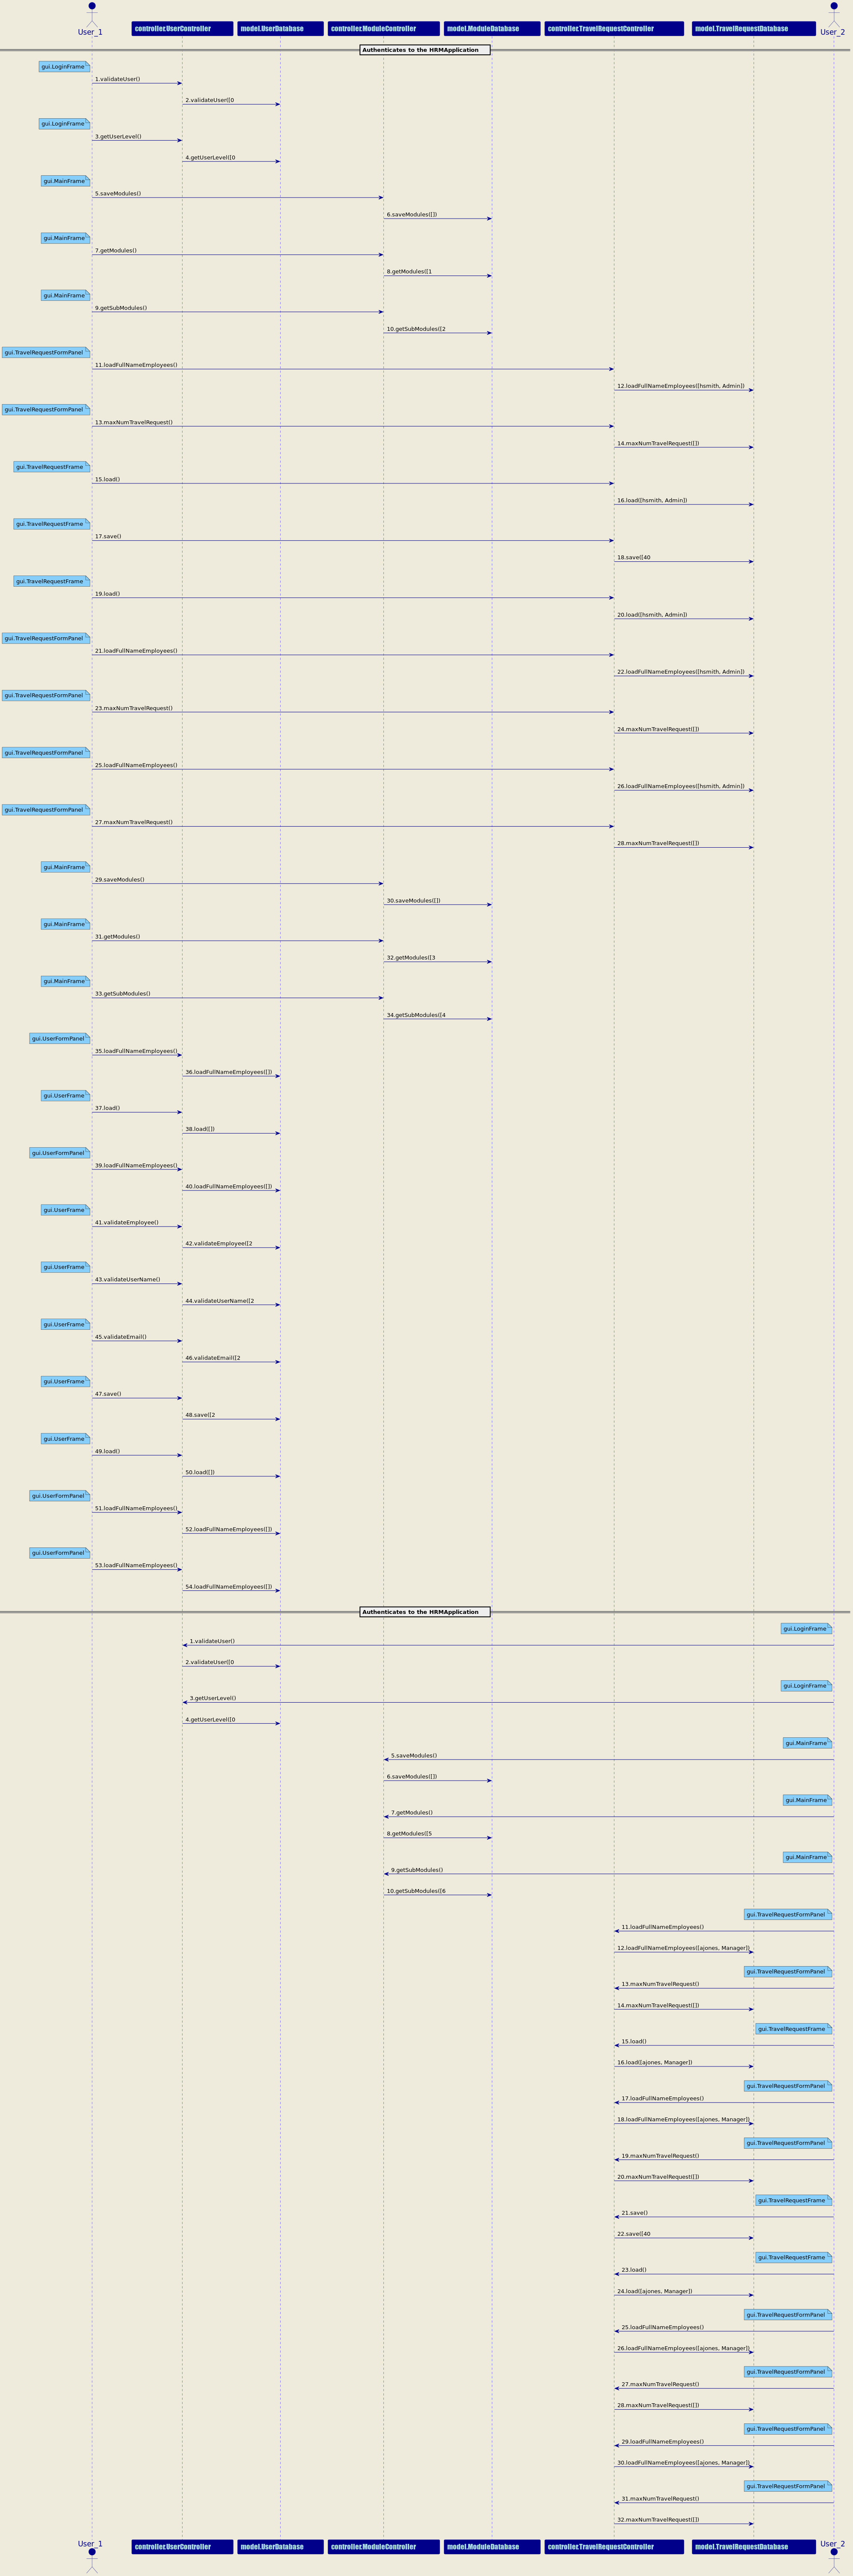 User_1
controller.UserController
model.UserDatabase
controller.ModuleController
model.ModuleDatabase
controller.TravelRequestController
model.TravelRequestDatabase
User_2
Authenticates to the HRMApplication
gui.LoginFrame
1.validateUser()
2.validateUser([0
gui.LoginFrame
3.getUserLevel()
4.getUserLevel([0
gui.MainFrame
5.saveModules()
6.saveModules([])
gui.MainFrame
7.getModules()
8.getModules([1
gui.MainFrame
9.getSubModules()
10.getSubModules([2
gui.TravelRequestFormPanel
11.loadFullNameEmployees()
12.loadFullNameEmployees([hsmith, Admin])
gui.TravelRequestFormPanel
13.maxNumTravelRequest()
14.maxNumTravelRequest([])
gui.TravelRequestFrame
15.load()
16.load([hsmith, Admin])
gui.TravelRequestFrame
17.save()
18.save([40
gui.TravelRequestFrame
19.load()
20.load([hsmith, Admin])
gui.TravelRequestFormPanel
21.loadFullNameEmployees()
22.loadFullNameEmployees([hsmith, Admin])
gui.TravelRequestFormPanel
23.maxNumTravelRequest()
24.maxNumTravelRequest([])
gui.TravelRequestFormPanel
25.loadFullNameEmployees()
26.loadFullNameEmployees([hsmith, Admin])
gui.TravelRequestFormPanel
27.maxNumTravelRequest()
28.maxNumTravelRequest([])
gui.MainFrame
29.saveModules()
30.saveModules([])
gui.MainFrame
31.getModules()
32.getModules([3
gui.MainFrame
33.getSubModules()
34.getSubModules([4
gui.UserFormPanel
35.loadFullNameEmployees()
36.loadFullNameEmployees([])
gui.UserFrame
37.load()
38.load([])
gui.UserFormPanel
39.loadFullNameEmployees()
40.loadFullNameEmployees([])
gui.UserFrame
41.validateEmployee()
42.validateEmployee([2
gui.UserFrame
43.validateUserName()
44.validateUserName([2
gui.UserFrame
45.validateEmail()
46.validateEmail([2
gui.UserFrame
47.save()
48.save([2
gui.UserFrame
49.load()
50.load([])
gui.UserFormPanel
51.loadFullNameEmployees()
52.loadFullNameEmployees([])
gui.UserFormPanel
53.loadFullNameEmployees()
54.loadFullNameEmployees([])
Authenticates to the HRMApplication
gui.LoginFrame
1.validateUser()
2.validateUser([0
gui.LoginFrame
3.getUserLevel()
4.getUserLevel([0
gui.MainFrame
5.saveModules()
6.saveModules([])
gui.MainFrame
7.getModules()
8.getModules([5
gui.MainFrame
9.getSubModules()
10.getSubModules([6
gui.TravelRequestFormPanel
11.loadFullNameEmployees()
12.loadFullNameEmployees([ajones, Manager])
gui.TravelRequestFormPanel
13.maxNumTravelRequest()
14.maxNumTravelRequest([])
gui.TravelRequestFrame
15.load()
16.load([ajones, Manager])
gui.TravelRequestFormPanel
17.loadFullNameEmployees()
18.loadFullNameEmployees([ajones, Manager])
gui.TravelRequestFormPanel
19.maxNumTravelRequest()
20.maxNumTravelRequest([])
gui.TravelRequestFrame
21.save()
22.save([40
gui.TravelRequestFrame
23.load()
24.load([ajones, Manager])
gui.TravelRequestFormPanel
25.loadFullNameEmployees()
26.loadFullNameEmployees([ajones, Manager])
gui.TravelRequestFormPanel
27.maxNumTravelRequest()
28.maxNumTravelRequest([])
gui.TravelRequestFormPanel
29.loadFullNameEmployees()
30.loadFullNameEmployees([ajones, Manager])
gui.TravelRequestFormPanel
31.maxNumTravelRequest()
32.maxNumTravelRequest([])
User_1
controller.UserController
model.UserDatabase
controller.ModuleController
model.ModuleDatabase
controller.TravelRequestController
model.TravelRequestDatabase
User_2